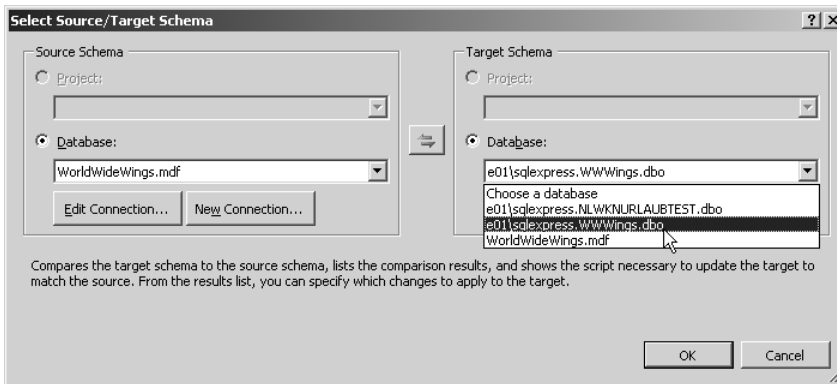 Select Source/Target Schema
Source Schema
Project:
Database:
WorldWideWings.mdf
Edit Connection...
New Connection...
Target Schema
Project:
Database:
e01\sqlexpress.WWWings.dbo
Choose a database
e01\sqlexpress.NLWKNURLAUBTEST.dbo
e01\sqlexpress.WWWings.dbo
WorldWideWings.mdf
Compares the target schema to the source schema, lists the comparison results, and shows the script necessary to update the target to
match the source. From the results list, you can specify which changes to apply to the target.
OK
Cancel